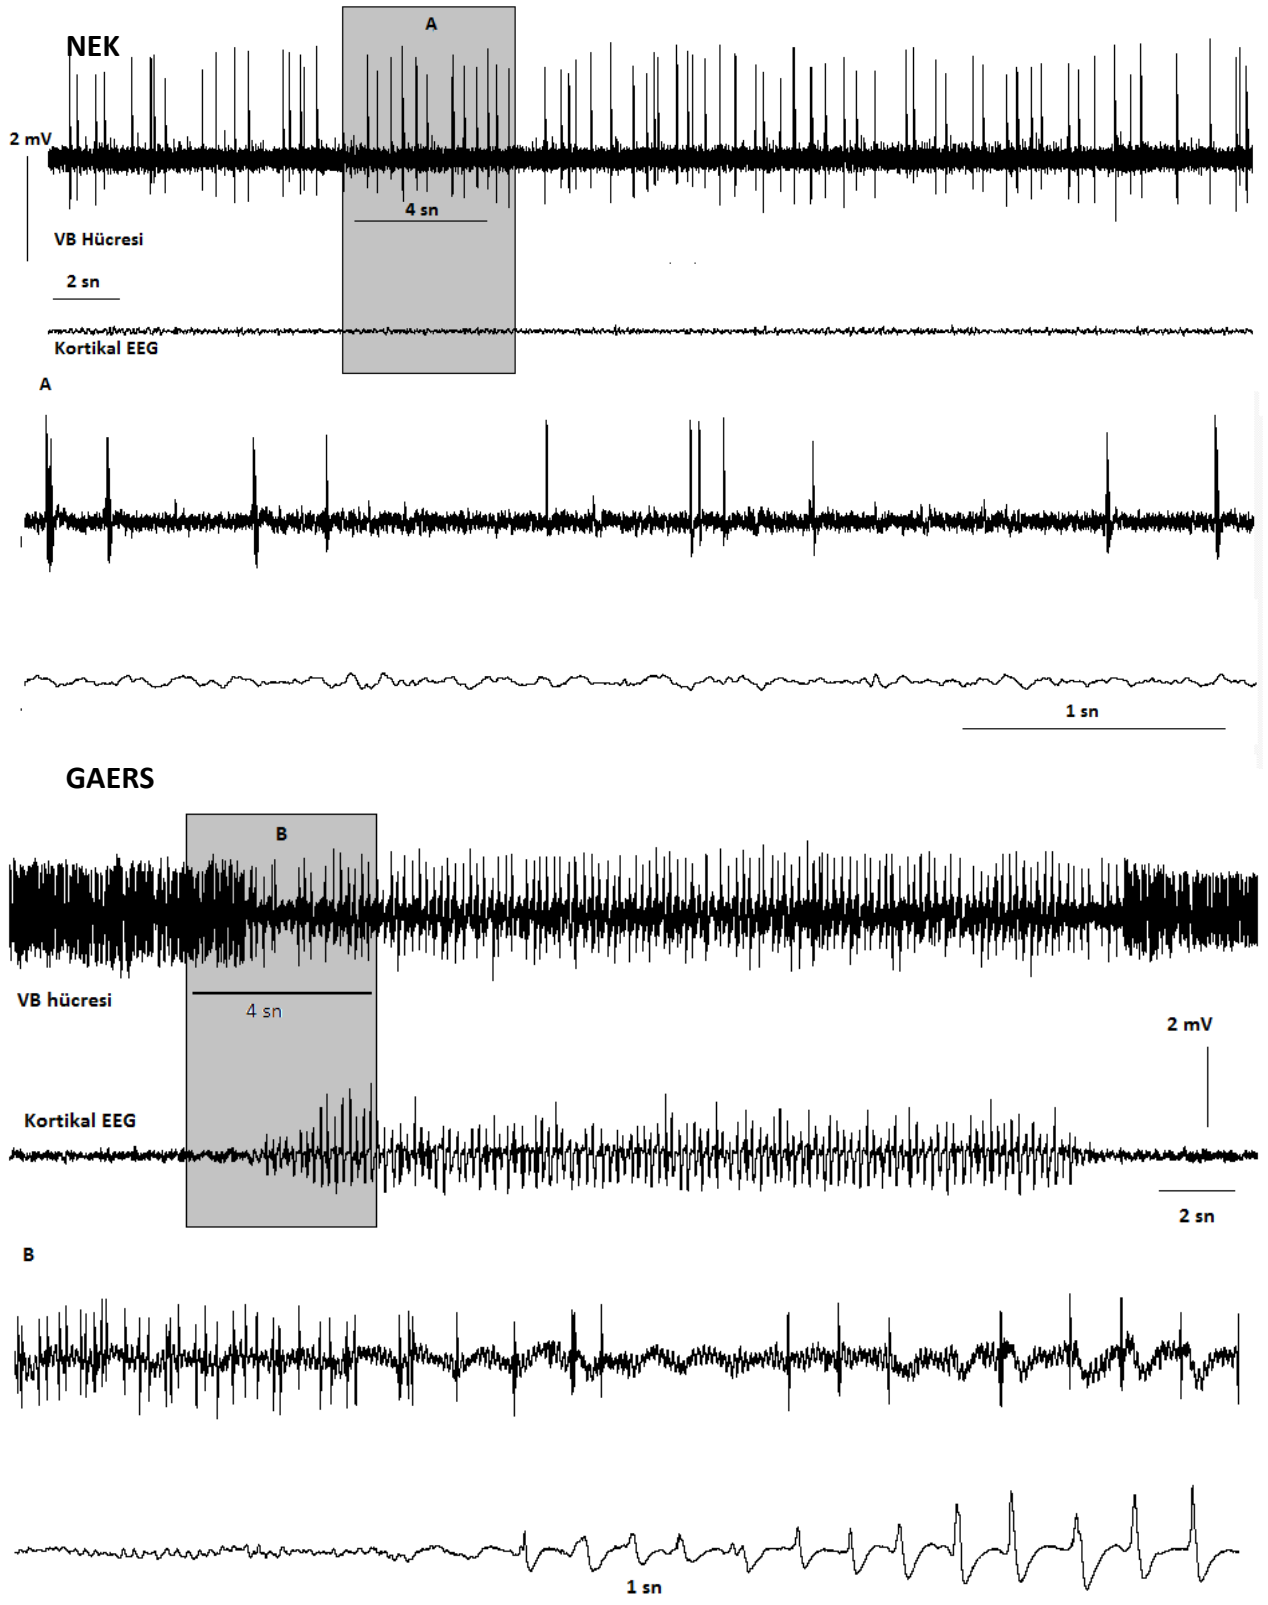 A
NEK
2 mV
4 sn
VB Hücresi
2 sn
Kortikal EEG
A
1 sn
GAERS
B
VB hücresi
4 sn
2 mV
Kortikal EEG
2 sn
B
1 sn